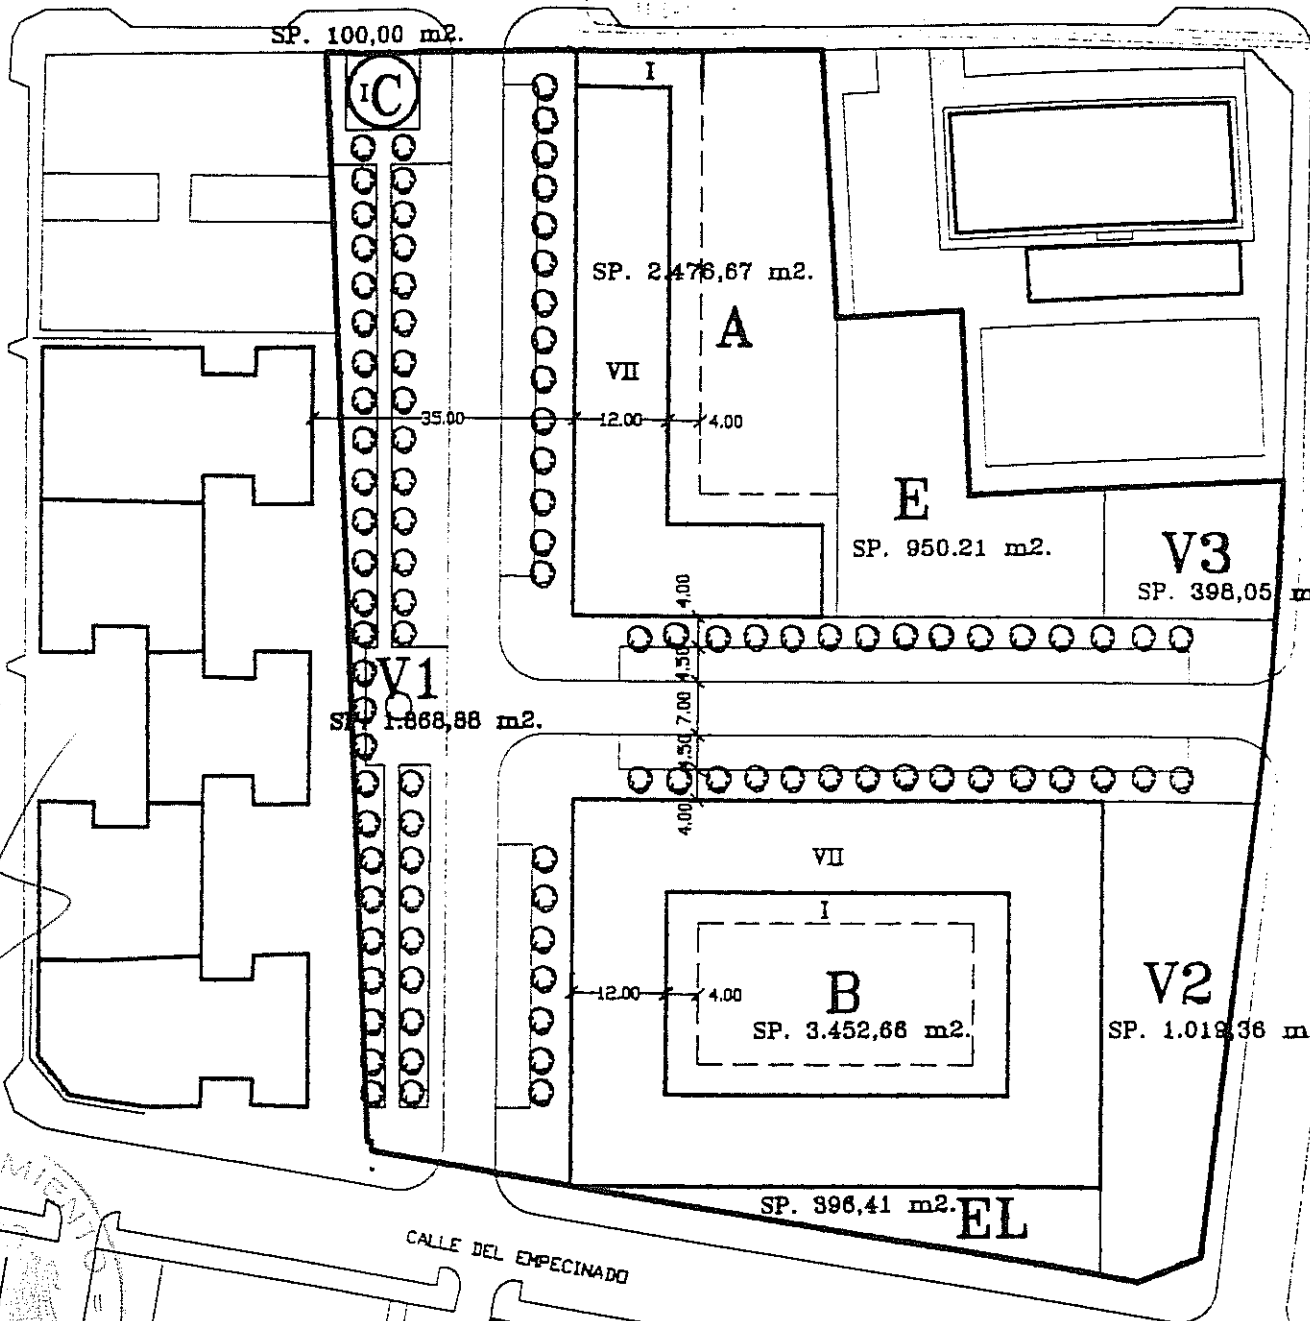 SP. 100,00 m2.
I C
I
SP. 2.476,67 m2.
A
VII
35.00
12.00
4.00
E
SP. 950.21 m2.
V3
SP. 398,05 m
4.00
4.50
7.00
4.50
4.00
V1
SP. 1.868,88 m2.
VII
I
12.00
4.00
B
SP. 3.452,66 m2.
V2
SP. 1.019,36 m
SP. 396,41 m2.
EL
CALLE DEL EMPECINADO
MIENTO